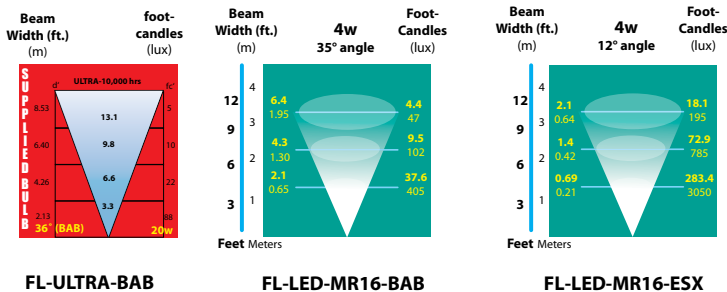 Beam
Width (ft.)
(m)
foot-
candles
(lux)
SUPPLIED BULB
d'
ULTRA-10,000 hrs
fc'
8.53
13.1
5
6.40
9.8
10
4.26
6.6
22
2.13
3.3
88
36° (BAB)
20w
FL-ULTRA-BAB
Beam
Width (ft.)
(m)
4w
35° angle
Foot-
Candles
(lux)
4
12
6.4
1.95
4.4
47
3
9
4.3
1.30
9.5
102
2
6
2.1
0.65
37.6
405
1
3
Feet Meters
FL-LED-MR16-BAB
Beam
Width (ft.)
(m)
4w
12° angle
Foot-
Candles
(lux)
4
12
2.1
0.64
18.1
195
3
9
1.4
0.42
72.9
785
2
6
0.69
0.21
283.4
3050
1
3
Feet Meters
FL-LED-MR16-ESX